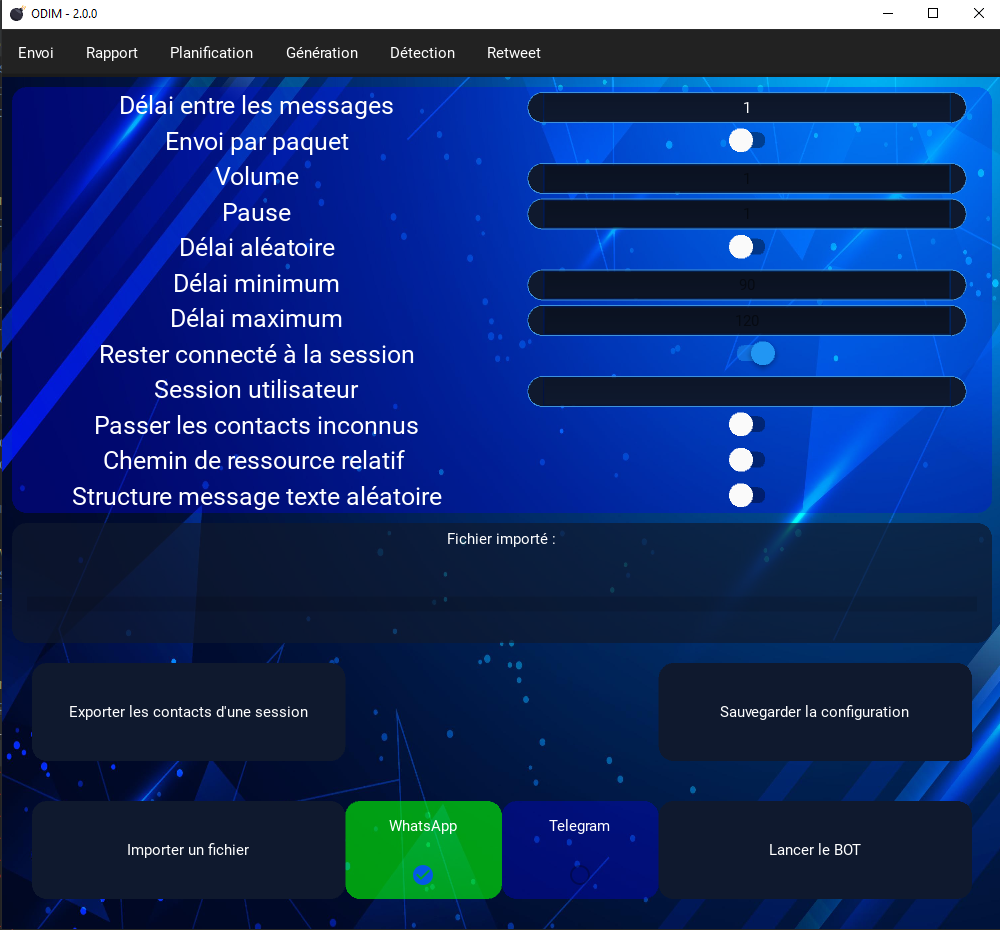 ODIM - 2.0.0
Envoi Rapport Planification Génération Détection Retweet
Délai entre les messages 1
Envoi par paquet
Volume 1
Pause 1
Délai aléatoire
Délai minimum 90
Délai maximum 120
Rester connecté à la session
Session utilisateur
Passer les contacts inconnus
Chemin de ressource relatif
Structure message texte aléatoire
Fichier importé :
Exporter les contacts d'une session Sauvegarder la configuration
WhatsApp Telegram
Importer un fichier Lancer le BOT